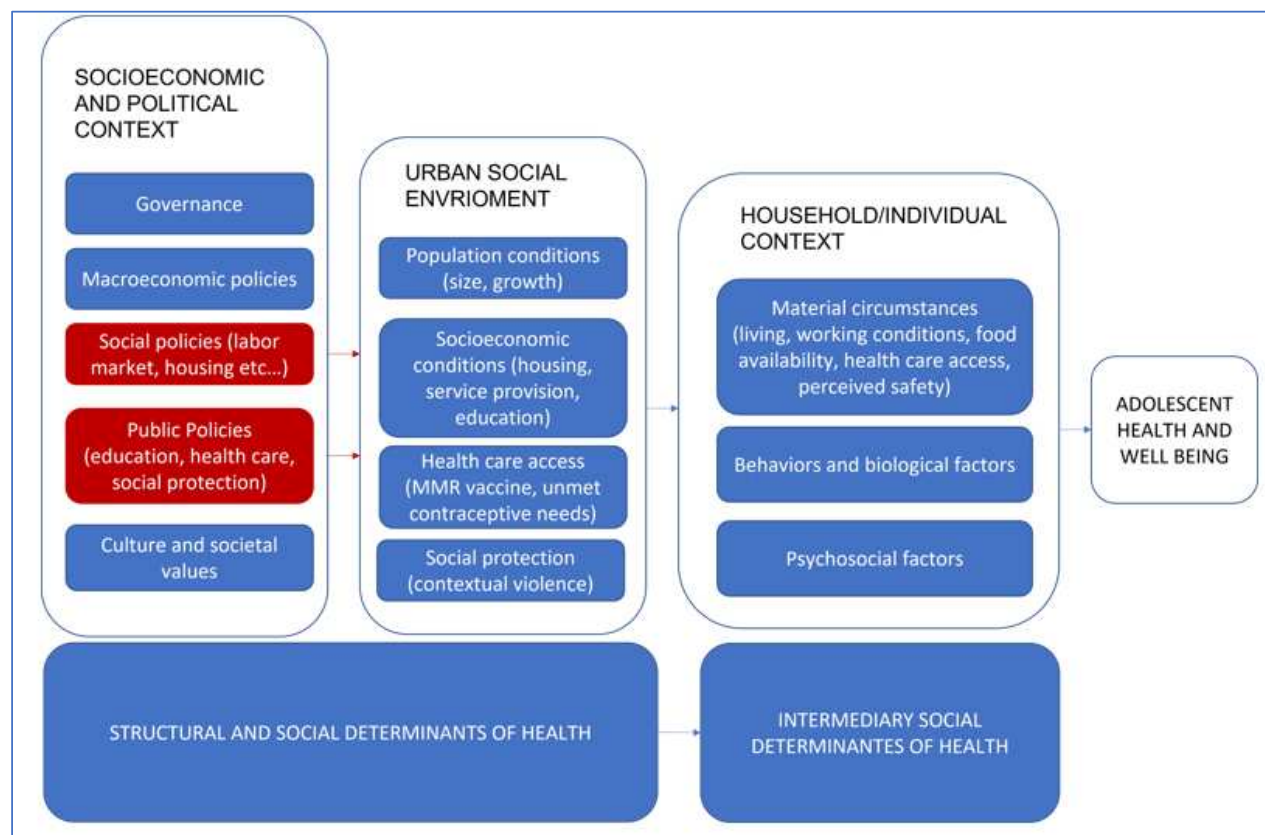 SOCIOECONOMIC
AND POLITICAL
CONTEXT
Governance
Macroeconomic policies
Social policies (labor
market, housing etc...)
Public Policies
(education, health care,
social protection)
Culture and societal
values
URBAN SOCIAL
ENVRIOMENT
Population conditions
(size, growth)
Socioeconomic
conditions (housing,
service provision,
education)
Health care access
(MMR vaccine, unmet
contraceptive needs)
Social protection
(contextual violence)
HOUSEHOLD/INDIVIDUAL
CONTEXT
Material circumstances
(living, working conditions, food
availability, health care access,
perceived safety)
Behaviors and biological factors
Psychosocial factors
ADOLESCENT
HEALTH AND
WELL BEING
STRUCTURAL AND SOCIAL DETERMINANTS OF HEALTH
INTERMEDIARY SOCIAL
DETERMINANTES OF HEALTH